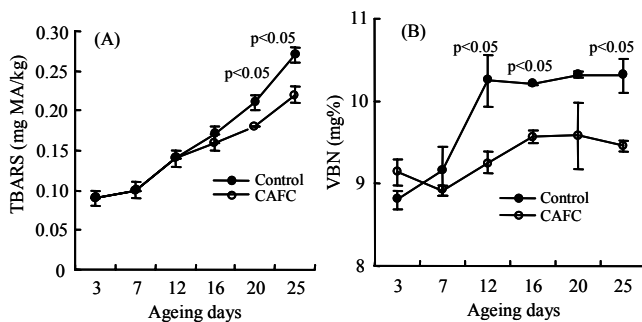 (A)
p<0.05
p<0.05
TBARS (mg MA/kg)
0.30
0.25
0.20
0.15
0.10
0.05
0
Control
CAFC
3 7 12 16 20 25
Ageing days
(B)
p<0.05
p<0.05
p<0.05
VBN (mg%)
11
10
9
8
Control
CAFC
3 7 12 16 20 25
Ageing days